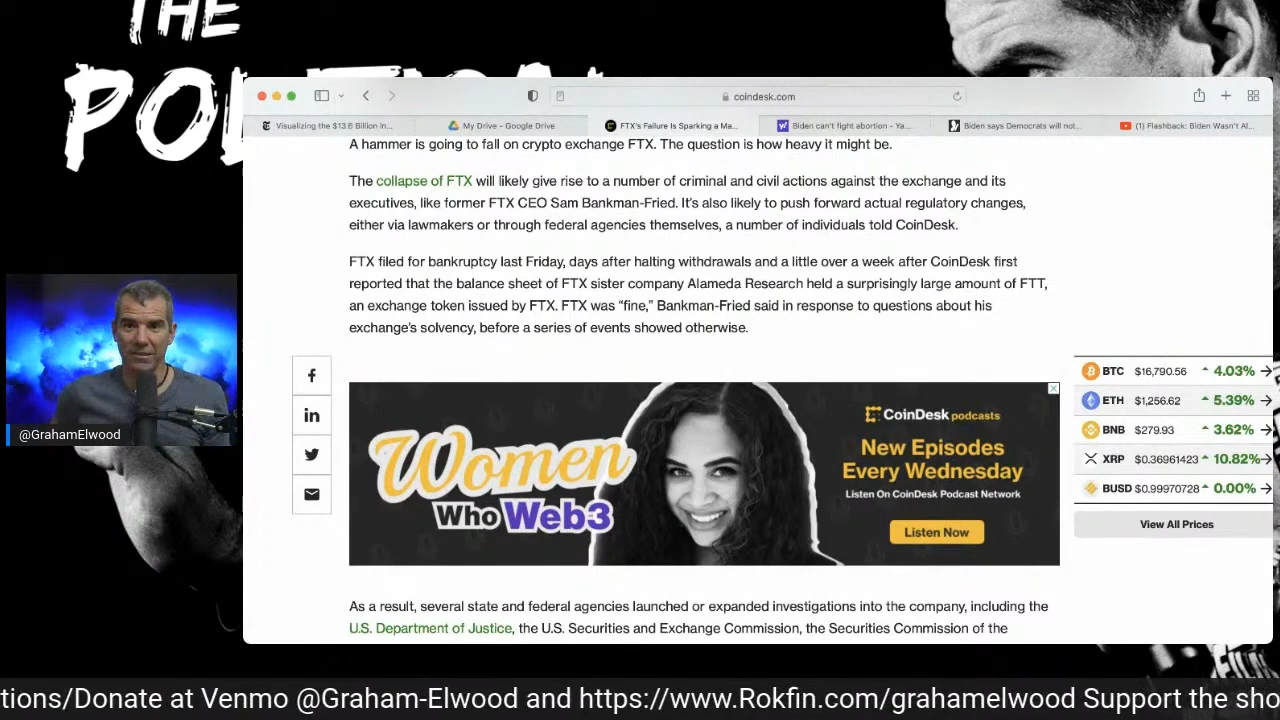 THE
coindesk.com
Visualizing the $13.6 Billion in...
My Drive - Google Drive
FTX's Failure Is Sparking a Ma...
Biden can't fight abortion - Ya...
Biden says Democrats will not...
(1) Flashback: Biden Wasn't Al...
A hammer is going to fall on crypto exchange FTX. The question is how heavy it might be.
The collapse of FTX will likely give rise to a number of criminal and civil actions against the exchange and its
executives, like former FTX CEO Sam Bankman-Fried. It's also likely to push forward actual regulatory changes,
either via lawmakers or through federal agencies themselves, a number of individuals told CoinDesk.
FTX filed for bankruptcy last Friday, days after halting withdrawals and a little over a week after CoinDesk first
reported that the balance sheet of FTX sister company Alameda Research held a surprisingly large amount of FTT,
an exchange token issued by FTX. FTX was “fine,” Bankman-Fried said in response to questions about his
exchange's solvency, before a series of events showed otherwise.
@GrahamElwood
Women
Who Web3
CoinDesk podcasts
New Episodes
Every Wednesday
Listen On CoinDesk Podcast Network
Listen Now
BTC $16,790.56 4.03%
ETH $1,256.62 5.39%
BNB $279.93 3.62%
XRP $0.36961423 10.82%
BUSD $0.99970728 0.00%
View All Prices
As a result, several state and federal agencies launched or expanded investigations into the company, including the
U.S. Department of Justice, the U.S. Securities and Exchange Commission, the Securities Commission of the
tions/Donate at Venmo @Graham-Elwood and https://www.Rokfin.com/grahamelwood Support the sho